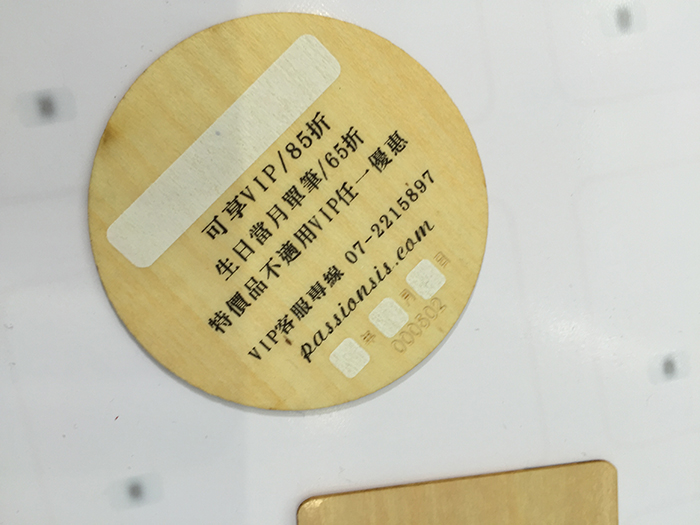 可享VIP/85折
生日當月單筆/65折
特價品不適用VIP任一優惠
VIP客服專線 07-2215897
passionsis.com
年 月 日
000802